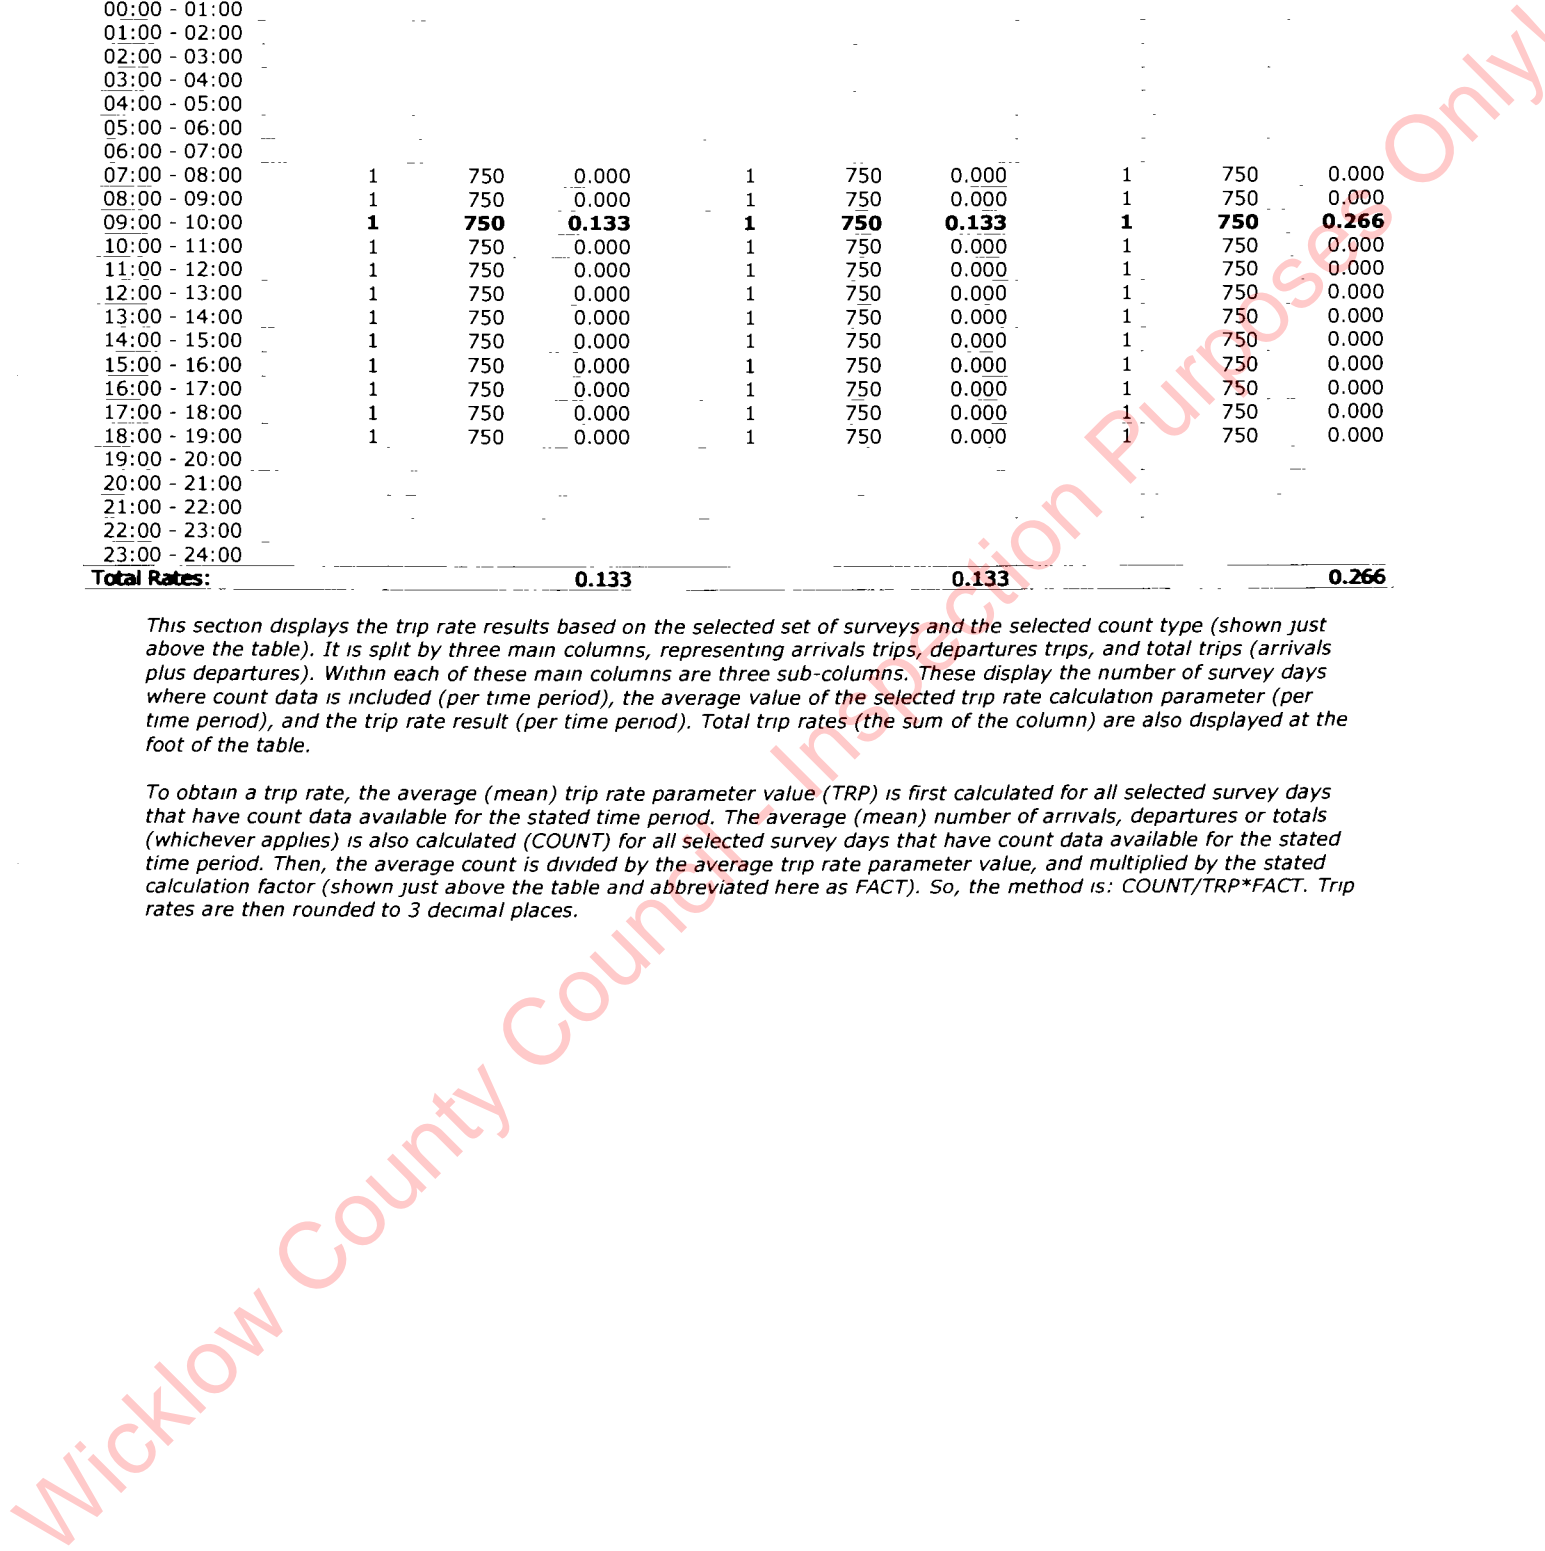 00:00 - 01:00
01:00 - 02:00
02:00 - 03:00
03:00 - 04:00
04:00 - 05:00
05:00 - 06:00
06:00 - 07:00
07:00 - 08:00 1 750 0.000 1 750 0.000 1 750 0.000
08:00 - 09:00 1 750 0.000 1 750 0.000 1 750 0.000
09:00 - 10:00 1 750 0.133 1 750 0.133 1 750 0.266
10:00 - 11:00 1 750 0.000 1 750 0.000 1 750 0.000
11:00 - 12:00 1 750 0.000 1 750 0.000 1 750 0.000
12:00 - 13:00 1 750 0.000 1 750 0.000 1 750 0.000
13:00 - 14:00 1 750 0.000 1 750 0.000 1 750 0.000
14:00 - 15:00 1 750 0.000 1 750 0.000 1 750 0.000
15:00 - 16:00 1 750 0.000 1 750 0.000 1 750 0.000
16:00 - 17:00 1 750 0.000 1 750 0.000 1 750 0.000
17:00 - 18:00 1 750 0.000 1 750 0.000 1 750 0.000
18:00 - 19:00 1 750 0.000 1 750 0.000 1 750 0.000
19:00 - 20:00
20:00 - 21:00
21:00 - 22:00
22:00 - 23:00
23:00 - 24:00
Total Rates: 0.133 0.133 0.266
This section displays the trip rate results based on the selected set of surveys and the selected count type (shown just
above the table). It is split by three main columns, representing arrivals trips, departures trips, and total trips (arrivals
plus departures). Within each of these main columns are three sub-columns. These display the number of survey days
where count data is included (per time period), the average value of the selected trip rate calculation parameter (per
time period), and the trip rate result (per time period). Total trip rates (the sum of the column) are also displayed at the
foot of the table.
To obtain a trip rate, the average (mean) trip rate parameter value (TRP) is first calculated for all selected survey days
that have count data available for the stated time period. The average (mean) number of arrivals, departures or totals
(whichever applies) is also calculated (COUNT) for all selected survey days that have count data available for the stated
time period. Then, the average count is divided by the average trip rate parameter value, and multiplied by the stated
calculation factor (shown just above the table and abbreviated here as FACT). So, the method is: COUNT/TRP*FACT. Trip
rates are then rounded to 3 decimal places.
Wicklow County Council - Inspection Purposes Only!